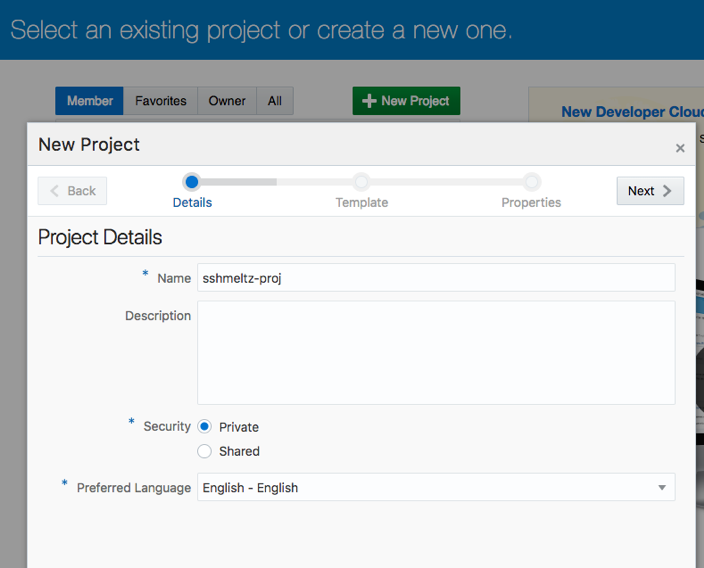 Select an existing project or create a new one.
Member Favorites Owner All
New Project
New Developer Cloud
New Project
Back
Details
Template
Properties
Next
Project Details
* Name sshmeltz-proj
Description
* Security Private
Shared
* Preferred Language English - English